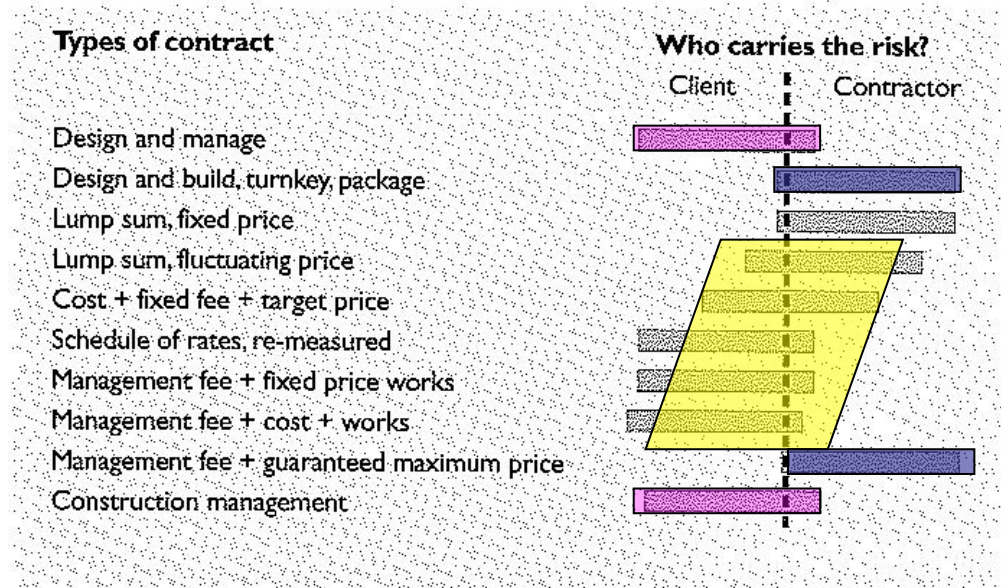 Types of contract
Who carries the risk?
Client
Contractor
Design and manage
Design and build, turnkey, package
Lump sum, fixed price
Lump sum, fluctuating price
Cost + fixed fee + target price
Schedule of rates, re-measured
Management fee + fixed price works
Management fee + cost + works
Management fee + guaranteed maximum price
Construction management